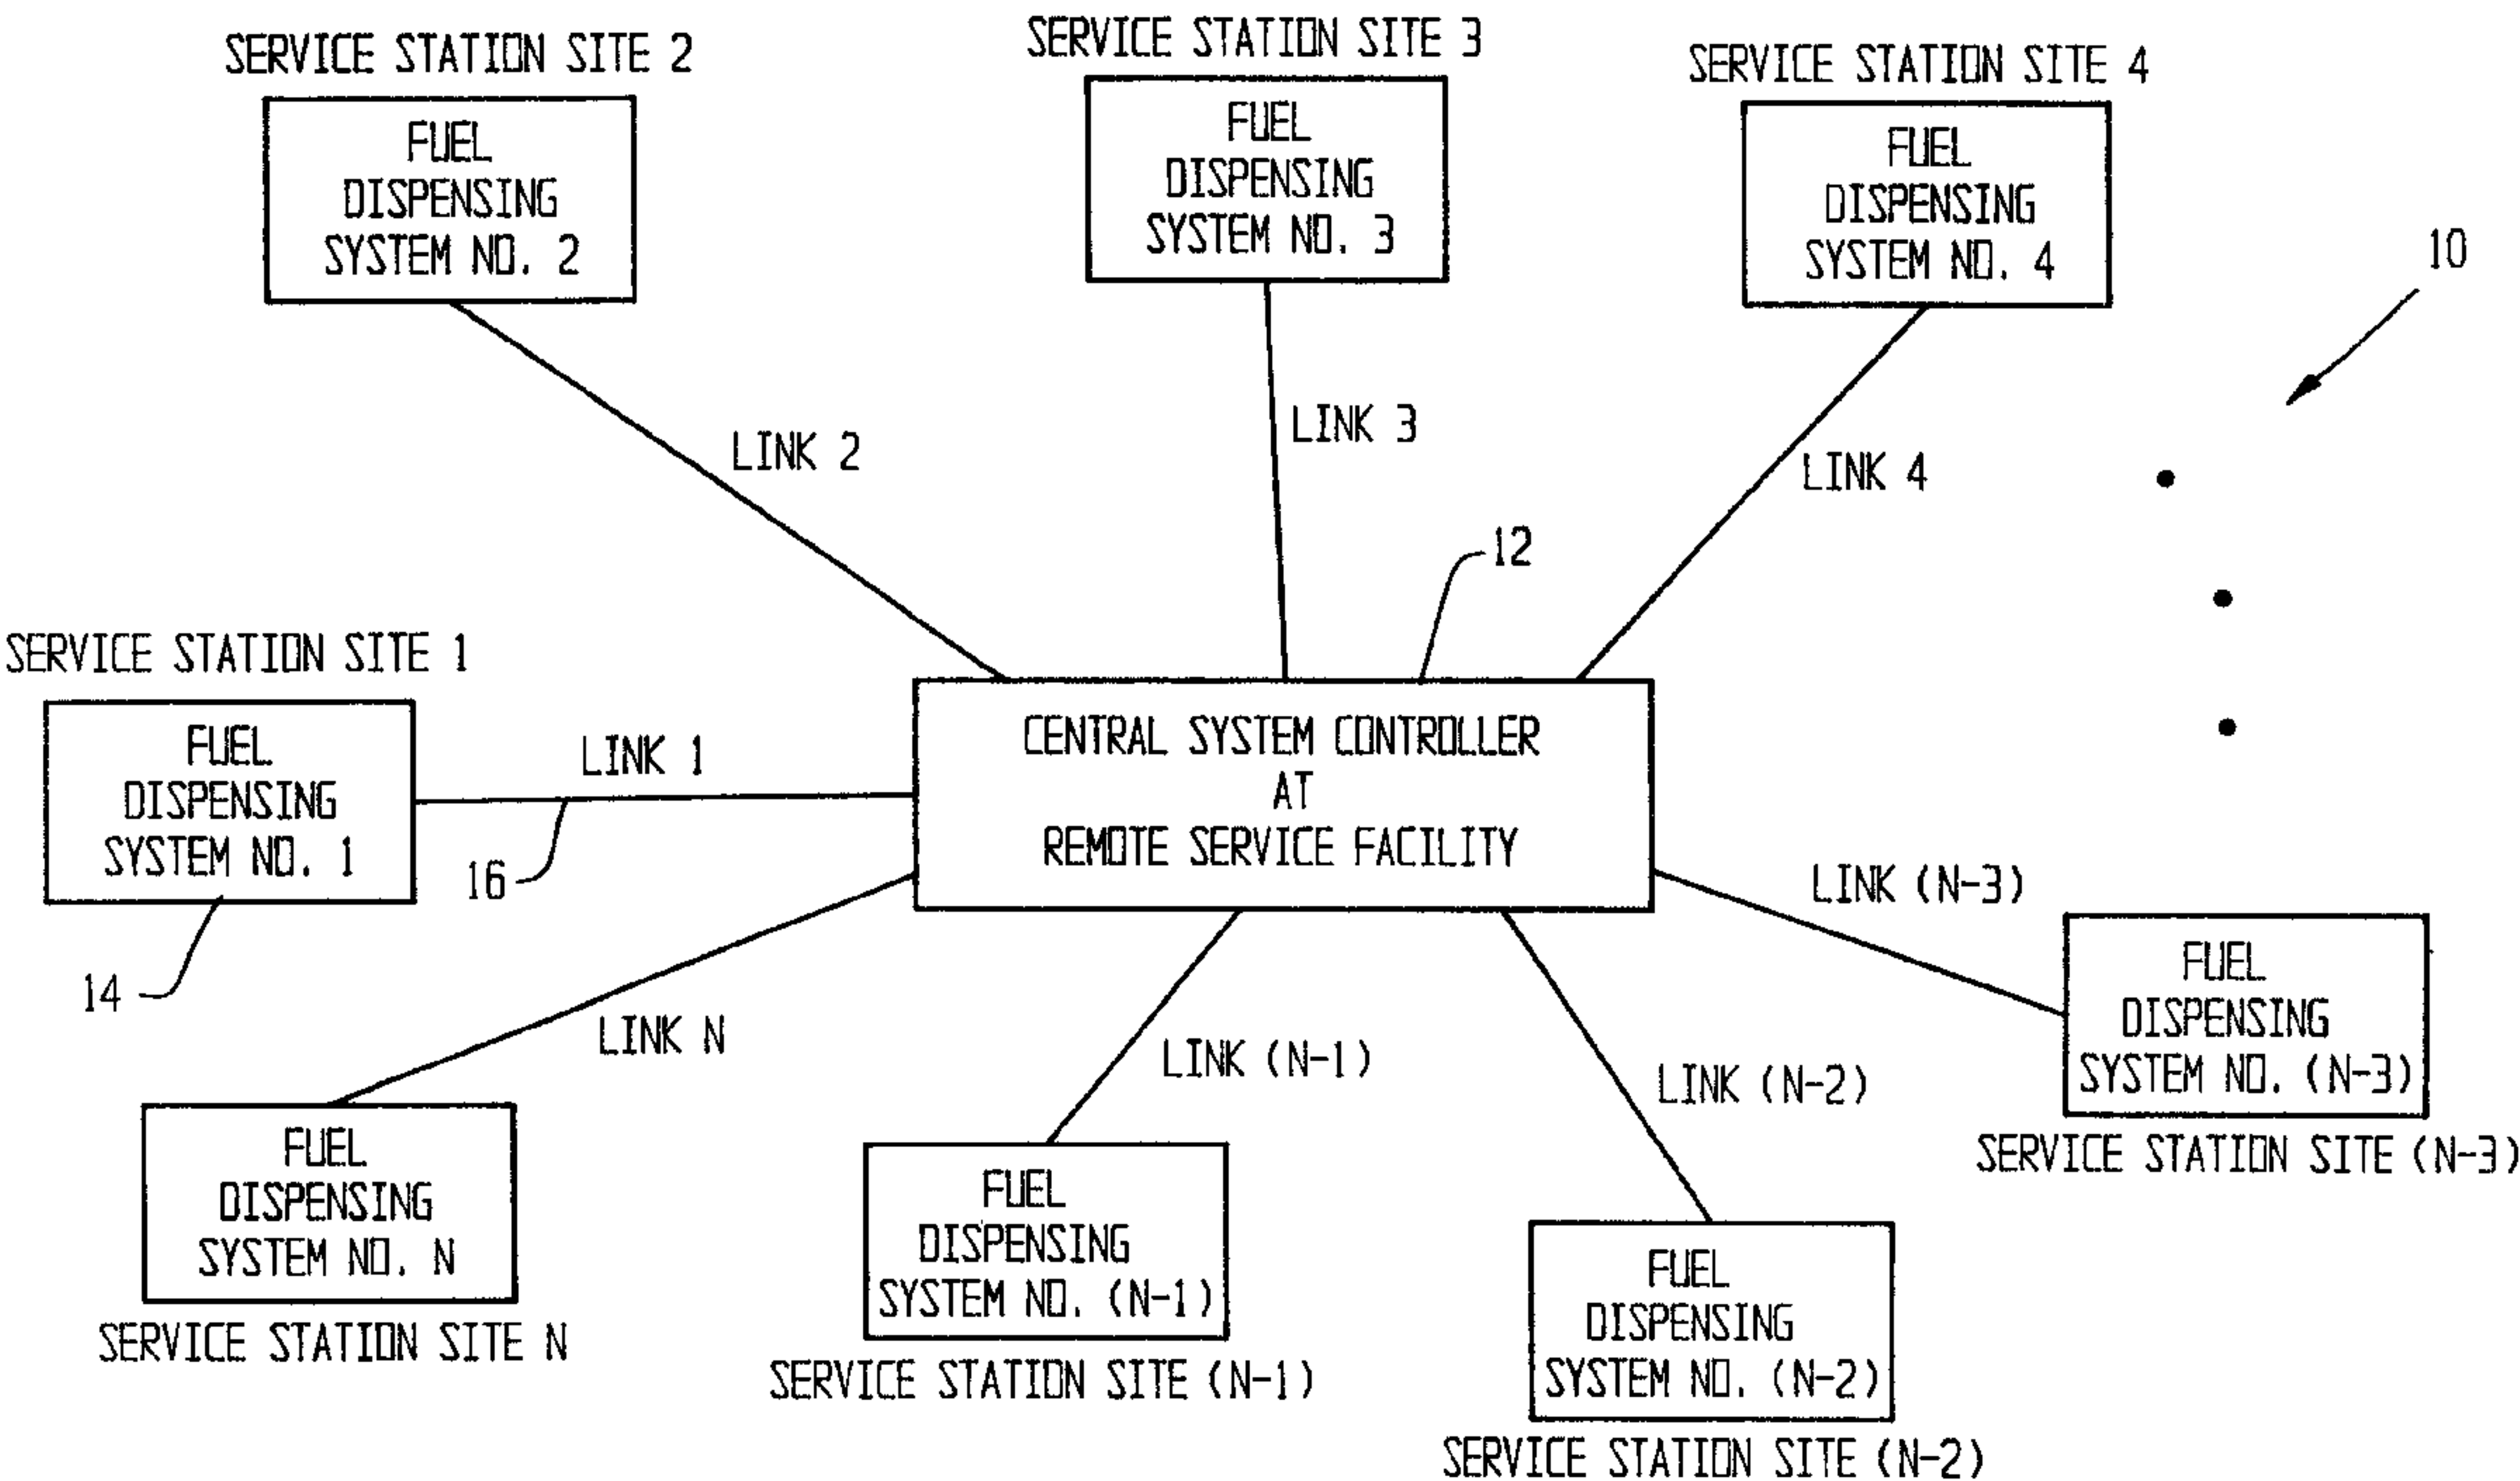 SERVICE STATION SITE 2
FUEL
DISPENSING
SYSTEM NO. 2
SERVICE STATION SITE 3
FUEL
DISPENSING
SYSTEM NO. 3
SERVICE STATION SITE 4
FUEL
DISPENSING
SYSTEM NO. 4
10
LINK 2
LINK 3
LINK 4
12
SERVICE STATION SITE 1
FUEL
DISPENSING
SYSTEM NO. 1
14
LINK 1
16
CENTRAL SYSTEM CONTROLLER
AT
REMOTE SERVICE FACILITY
LINK (N-3)
FUEL
DISPENSING
SYSTEM NO. (N-3)
SERVICE STATION SITE (N-3)
LINK N
FUEL
DISPENSING
SYSTEM NO. N
SERVICE STATION SITE N
LINK (N-1)
FUEL
DISPENSING
SYSTEM NO. (N-1)
SERVICE STATION SITE (N-1)
LINK (N-2)
FUEL
DISPENSING
SYSTEM NO. (N-2)
SERVICE STATION SITE (N-2)